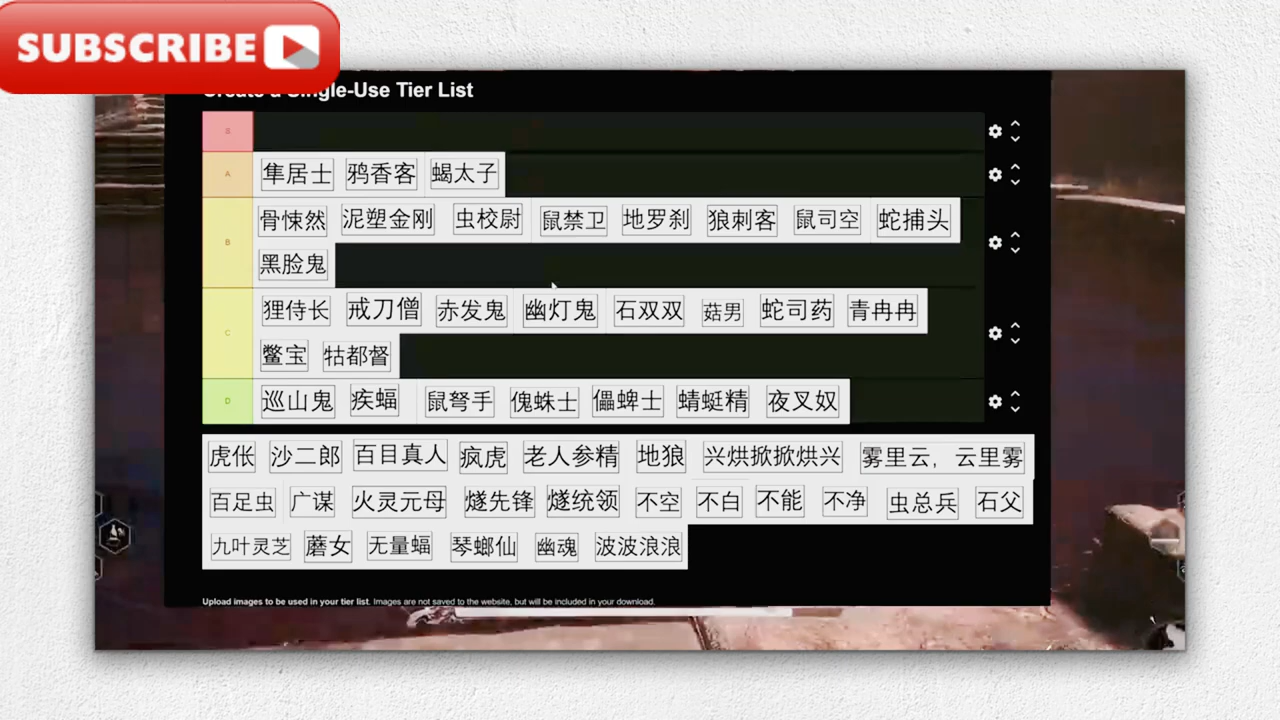 SUBSCRIBE
Create a Single-Use Tier List
S
A
隼居士 鸦香客 蝎太子
B
骨悚然 泥塑金刚 虫校尉 鼠禁卫 地罗刹 狼刺客 鼠司空 蛇捕头
黑脸鬼
C
狸侍长 戒刀僧 赤发鬼 幽灯鬼 石双双 菇男 蛇司药 青冉冉
鳖宝 牯都督
D
巡山鬼 疾蝠 鼠弩手 傀蛛士 儡蜱士 蜻蜓精 夜叉奴
虎伥 沙二郎 百目真人 疯虎 老人参精 地狼 兴烘掀掀烘兴 雾里云，云里雾
百足虫 广谋 火灵元母 燧先锋 燧统领 不空 不白 不能 不净 虫总兵 石父
九叶灵芝 蘑女 无量蝠 琴螂仙 幽魂 波波浪浪
Upload images to be used in your tier list. Images are not saved to the website, but will be included in your download.